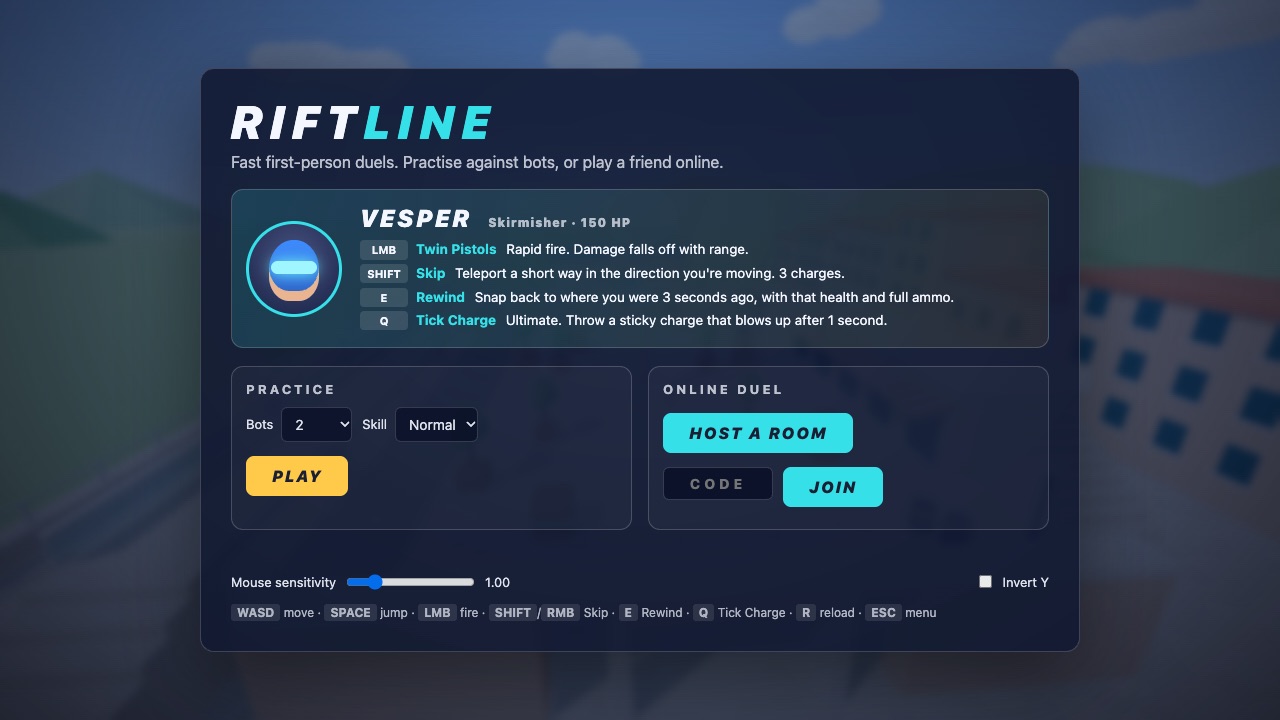 RIFTLINE
Fast first-person duels. Practise against bots, or play a friend online.
VESPER Skirmisher · 150 HP
LMB Twin Pistols Rapid fire. Damage falls off with range.
SHIFT Skip Teleport a short way in the direction you're moving. 3 charges.
E Rewind Snap back to where you were 3 seconds ago, with that health and full ammo.
Q Tick Charge Ultimate. Throw a sticky charge that blows up after 1 second.
PRACTICE
Bots 2 Skill Normal
PLAY
ONLINE DUEL
HOST A ROOM
CODE JOIN
Mouse sensitivity 1.00 Invert Y
WASD move · SPACE jump · LMB fire · SHIFT / RMB Skip · E Rewind · Q Tick Charge · R reload · ESC menu